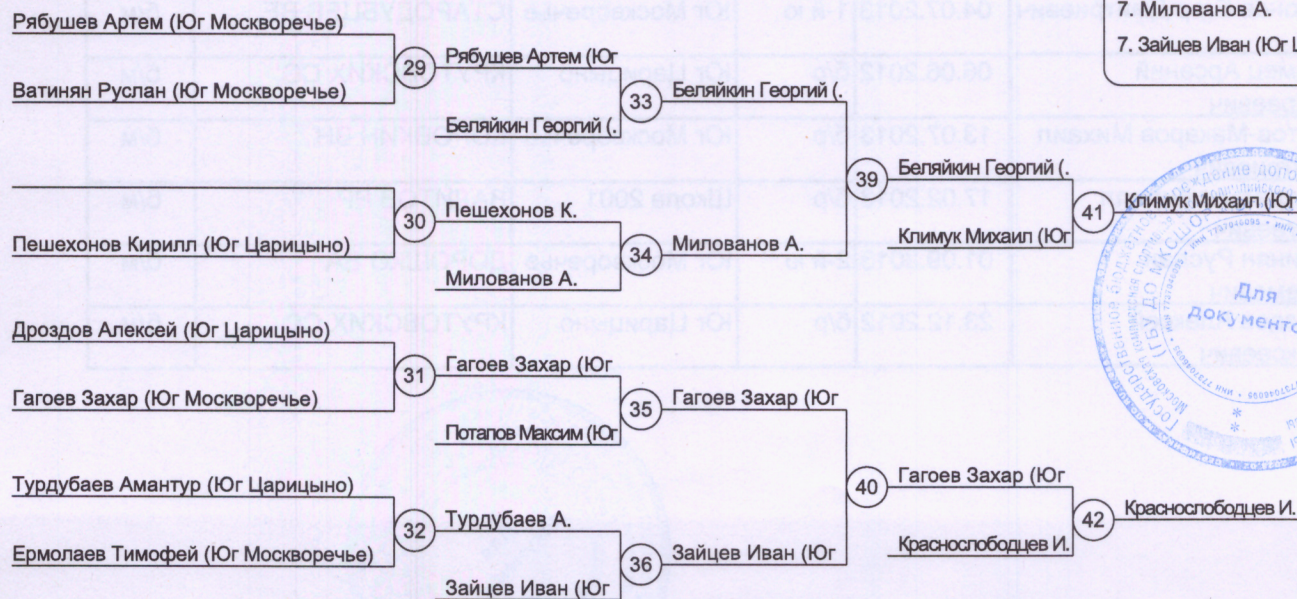 7. Милованов А.
7. Зайцев Иван (Юг
Рябушев Артем (Юг Москворечье)
29
Рябушев Артем (Юг
Ватинян Руслан (Юг Москворечье)
33
Беляйкин Георгий (.
Беляйкин Георгий (.
39
Беляйкин Георгий (.
30
Пешехонов К.
41
Климук Михаил (Юг
Пешехонов Кирилл (Юг Царицыно)
34
Милованов А.
Климук Михаил (Юг
Милованов А.
Для
документо
Дроздов Алексей (Юг Царицыно)
31
Гагоев Захар (Юг
Гагоев Захар (Юг Москворечье)
35
Гагоев Захар (Юг
Потапов Максим (Юг
Турдубаев Амантур (Юг Царицыно)
40
Гагоев Захар (Юг
32
Турдубаев А.
42
Краснослободцев И.
Ермолаев Тимофей (Юг Москворечье)
36
Зайцев Иван (Юг
Краснослободцев И.
Зайцев Иван (Юг